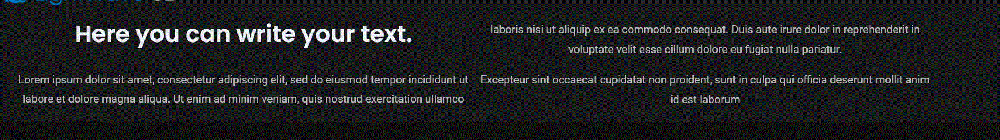 Here you can write your text.
Lorem ipsum dolor sit amet, consectetur adipiscing elit, sed do eiusmod tempor incididunt ut
labore et dolore magna aliqua. Ut enim ad minim veniam, quis nostrud exercitation ullamco
laboris nisi ut aliquip ex ea commodo consequat. Duis aute irure dolor in reprehenderit in
voluptate velit esse cillum dolore eu fugiat nulla pariatur.
Excepteur sint occaecat cupidatat non proident, sunt in culpa qui officia deserunt mollit anim
id est laborum